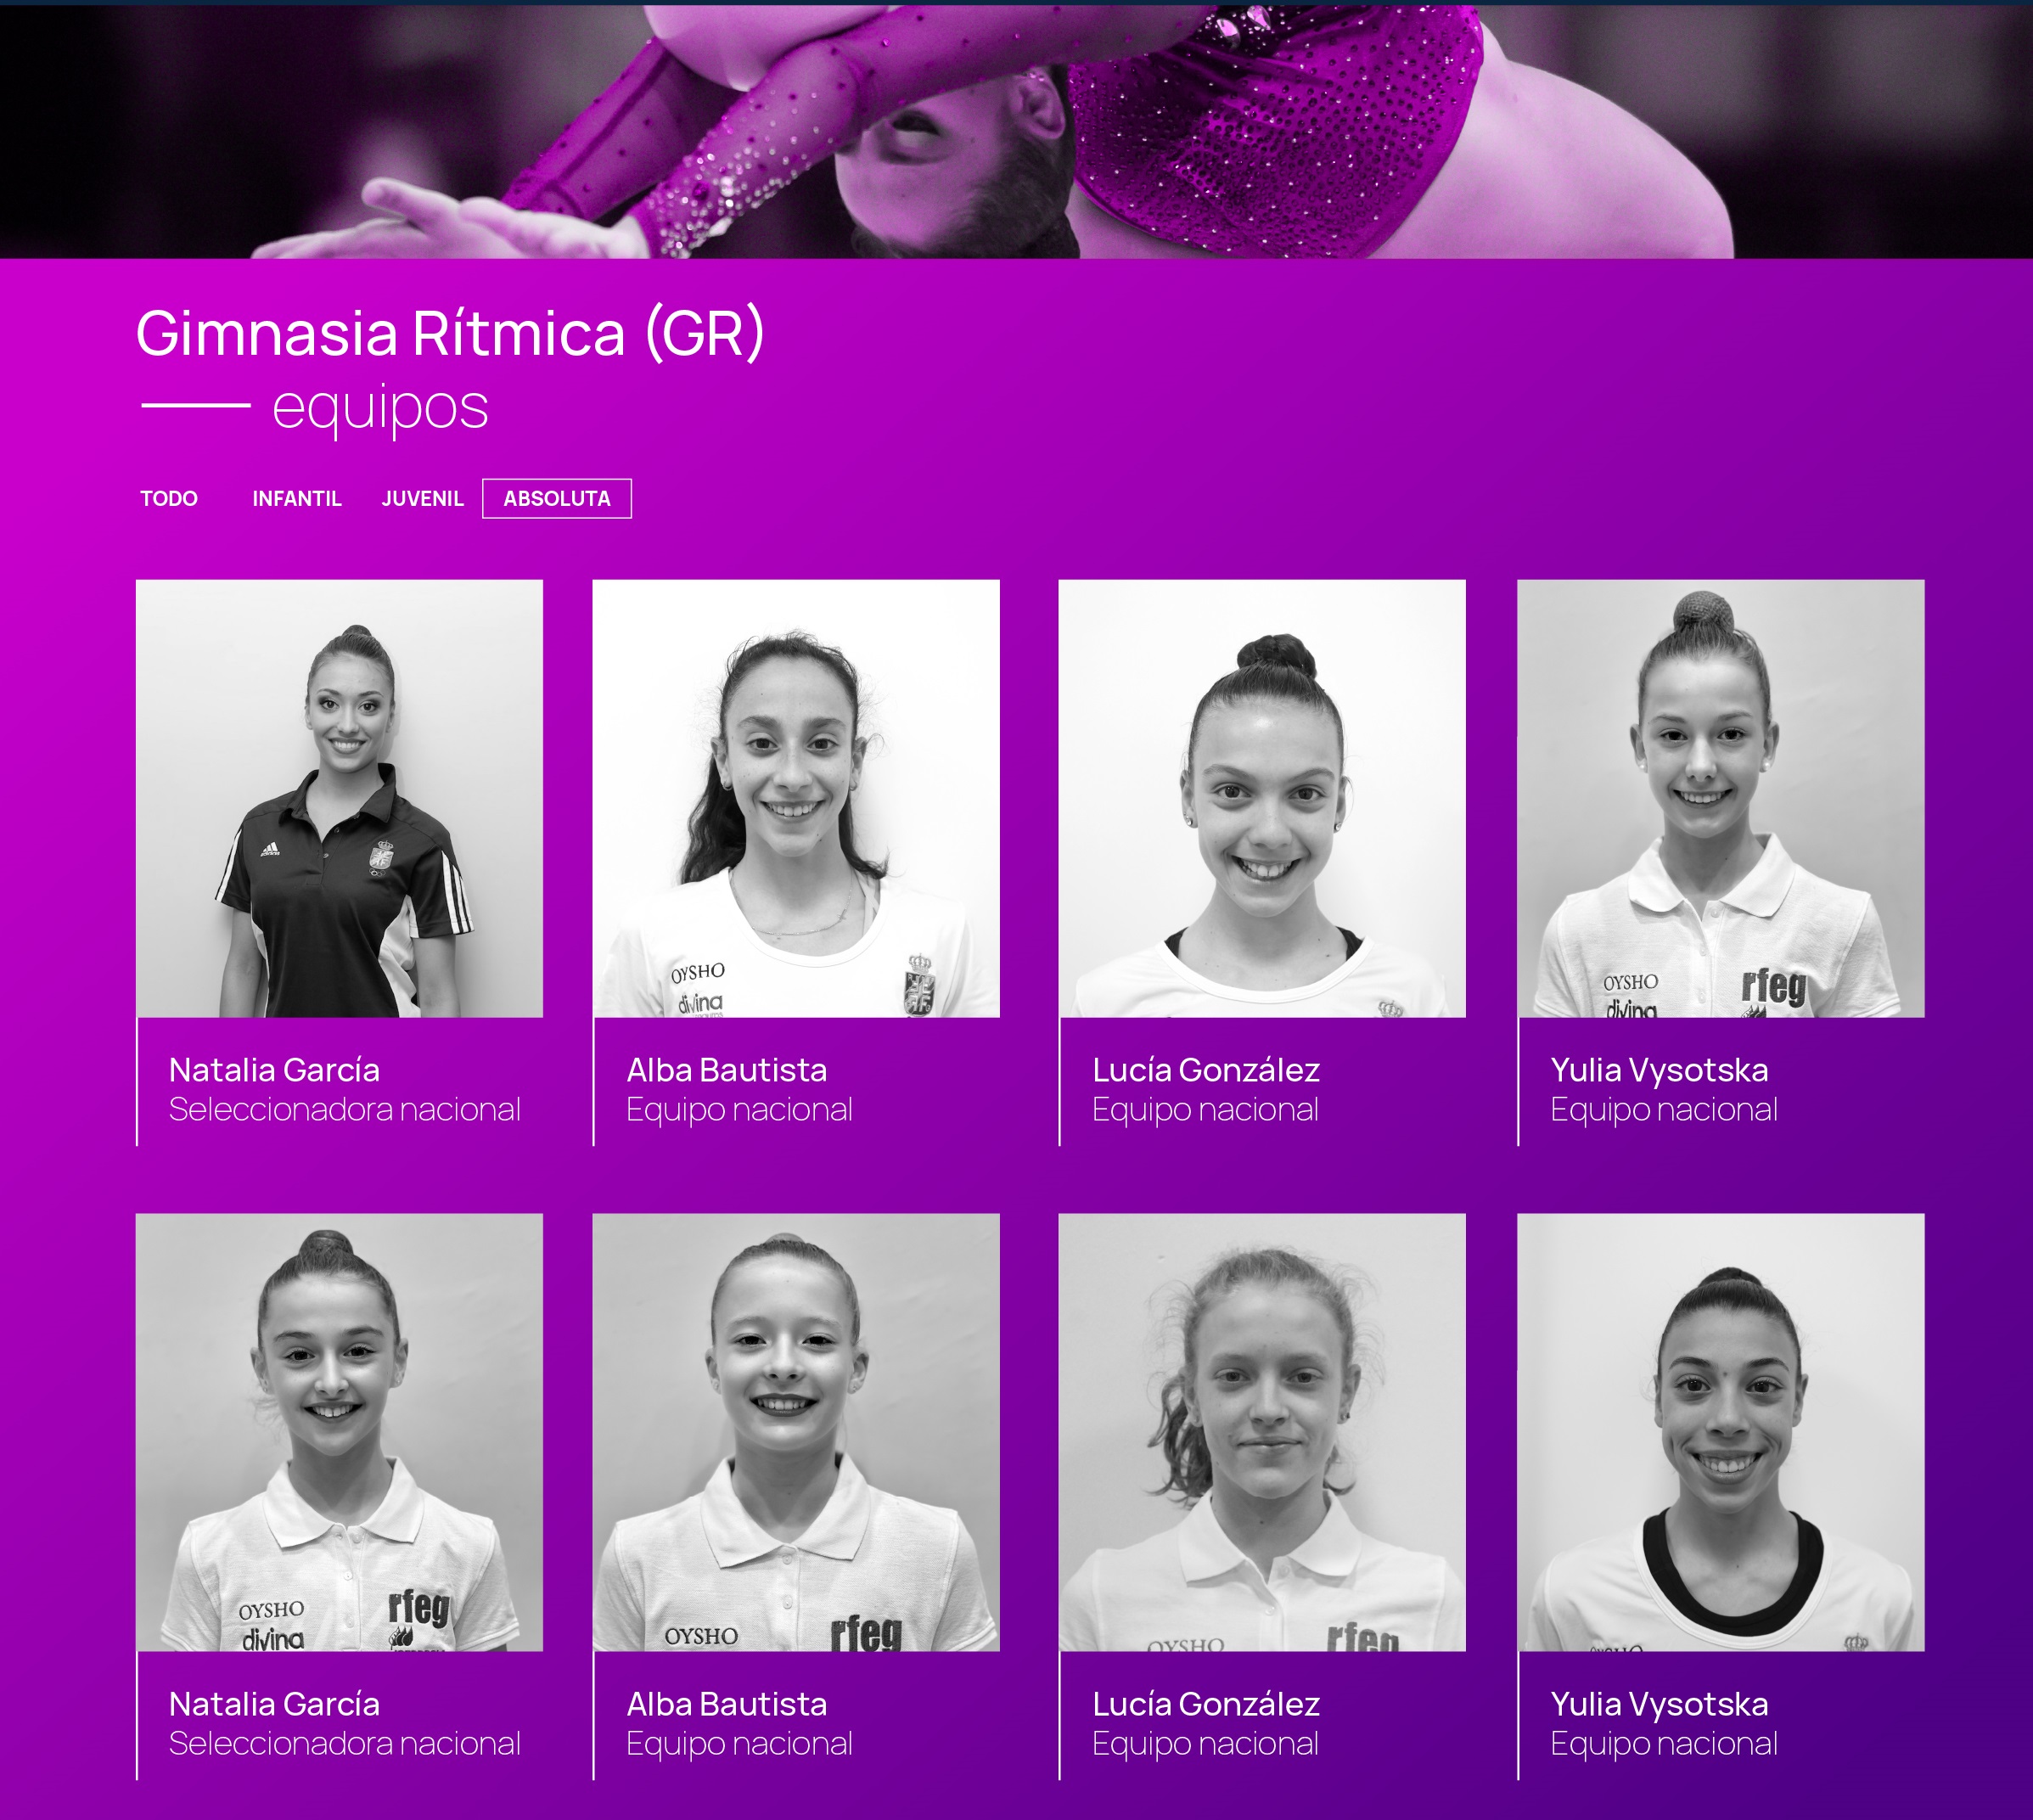 Gimnasia Rítmica (GR)
equipos
TODO INFANTIL JUVENIL ABSOLUTA
OYSHO
divina
OYSHO
rfeg
divina
Natalia García
Seleccionadora nacional
Alba Bautista
Equipo nacional
Lucía González
Equipo nacional
Yulia Vysotska
Equipo nacional
OYSHO
rfeg
divina
OYSHO
rfeg
OYSHO
rfeg
OYSHO
Natalia García
Seleccionadora nacional
Alba Bautista
Equipo nacional
Lucía González
Equipo nacional
Yulia Vysotska
Equipo nacional